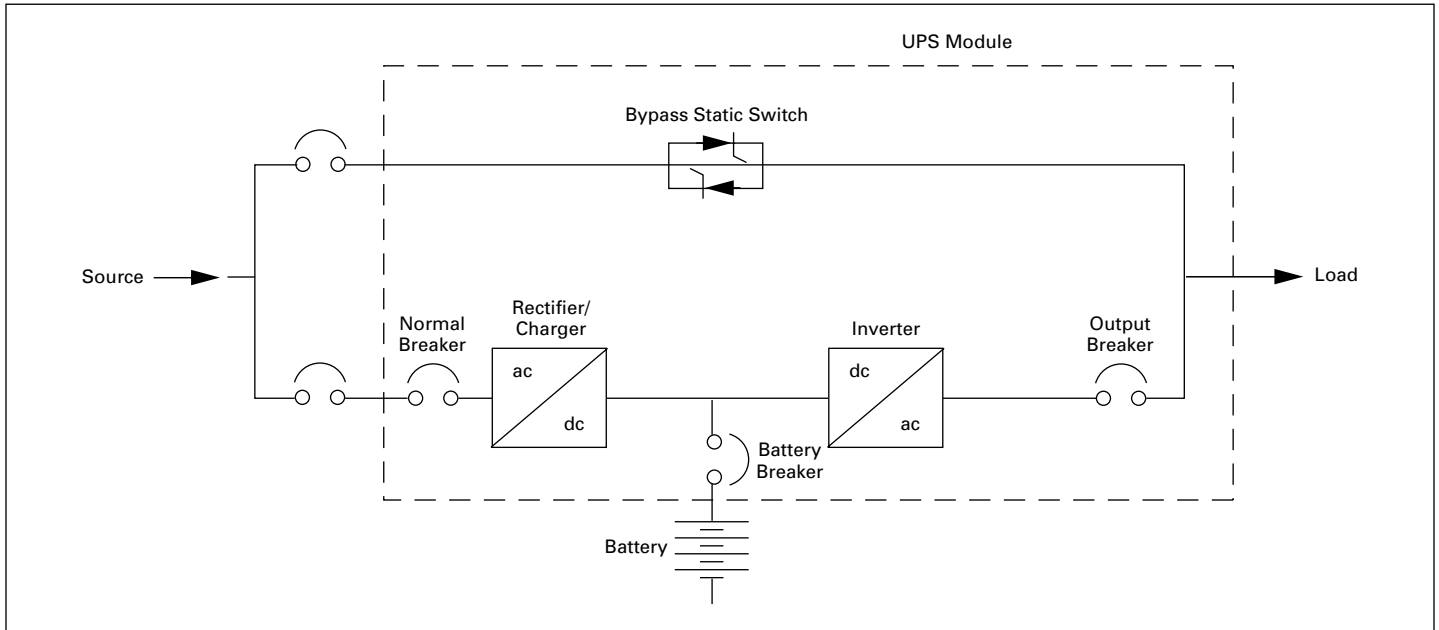 UPS Module
Bypass Static Switch
Source
Load
Normal
Breaker
Rectifier/
Charger
Inverter
Output
Breaker
ac
dc
dc
ac
Battery
Breaker
Battery